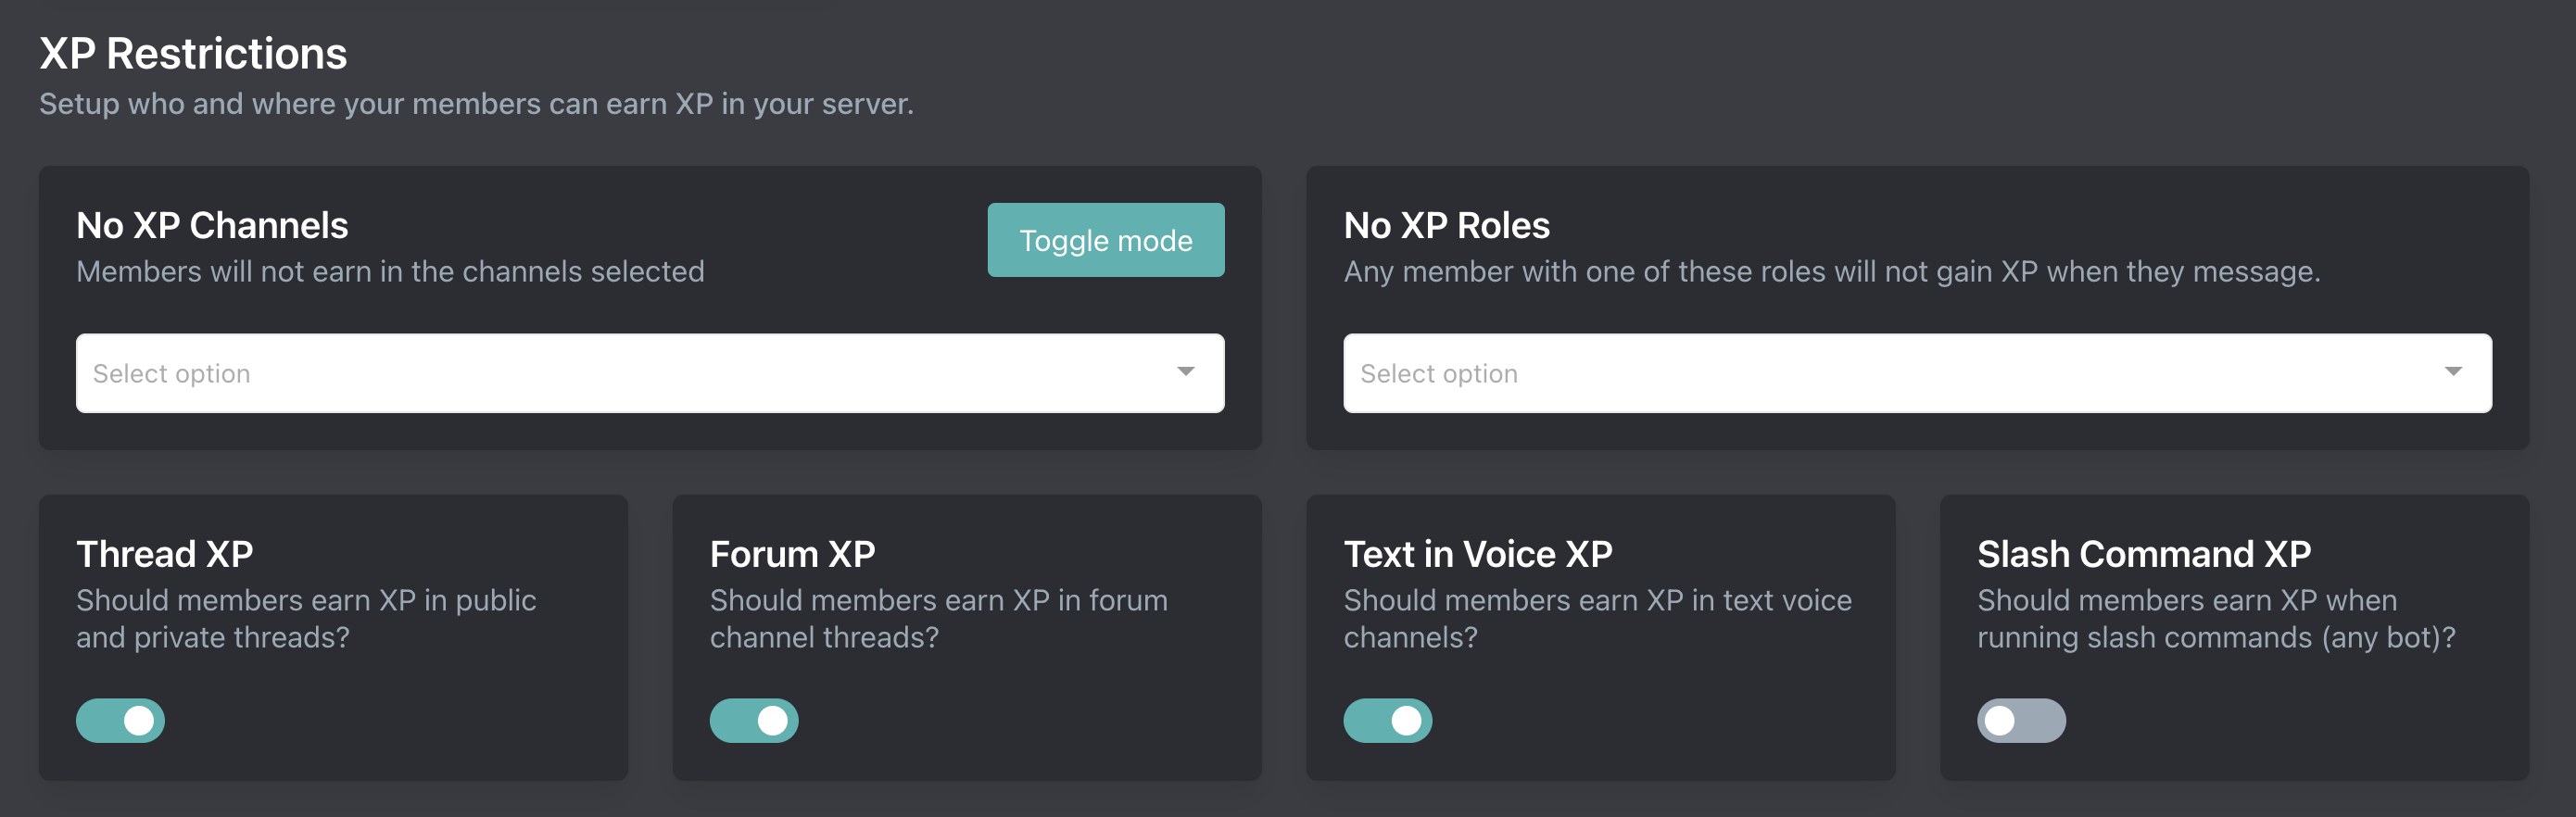 XP Restrictions
Setup who and where your members can earn XP in your server.
No XP Channels
Members will not earn in the channels selected
Toggle mode
Select option
No XP Roles
Any member with one of these roles will not gain XP when they message.
Select option
Thread XP
Should members earn XP in public
and private threads?
Forum XP
Should members earn XP in forum
channel threads?
Text in Voice XP
Should members earn XP in text voice
channels?
Slash Command XP
Should members earn XP when
running slash commands (any bot)?